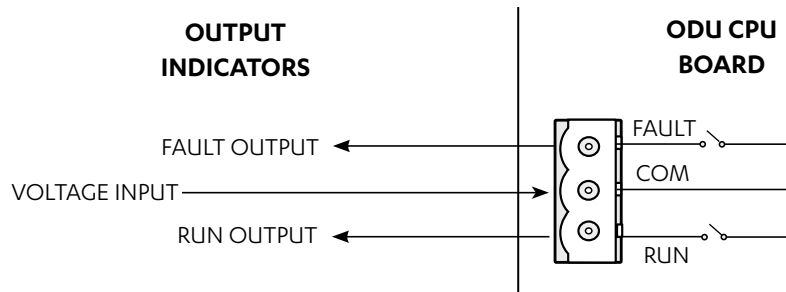 OUTPUT
INDICATORS
ODU CPU
BOARD
FAULT OUTPUT
FAULT
VOLTAGE INPUT
COM
RUN OUTPUT
RUN